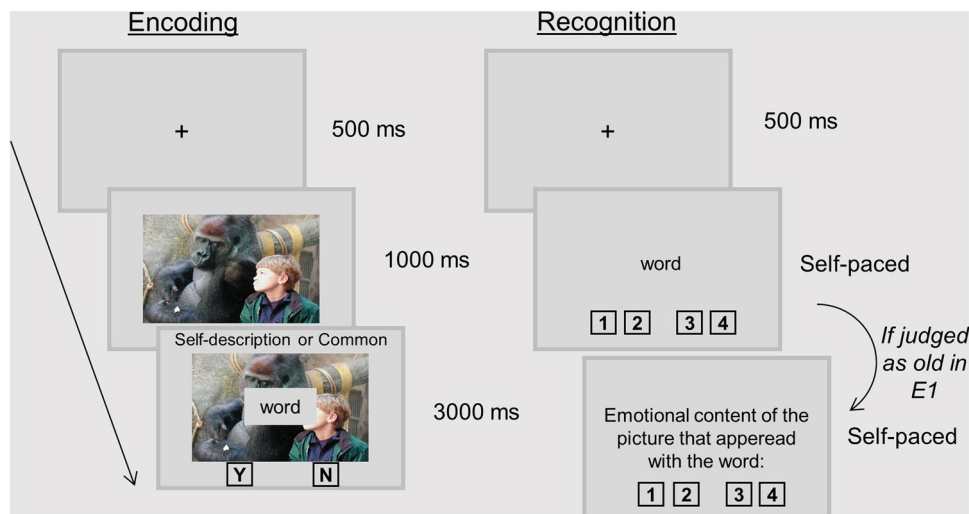 Encoding
+
500 ms
1000 ms
Self-description or Common
word
Y N
3000 ms
Recognition
+
500 ms
word
1 2 3 4
Self-paced
If judged
as old in
E1
Emotional content of the
picture that apperead
with the word:
1 2 3 4
Self-paced